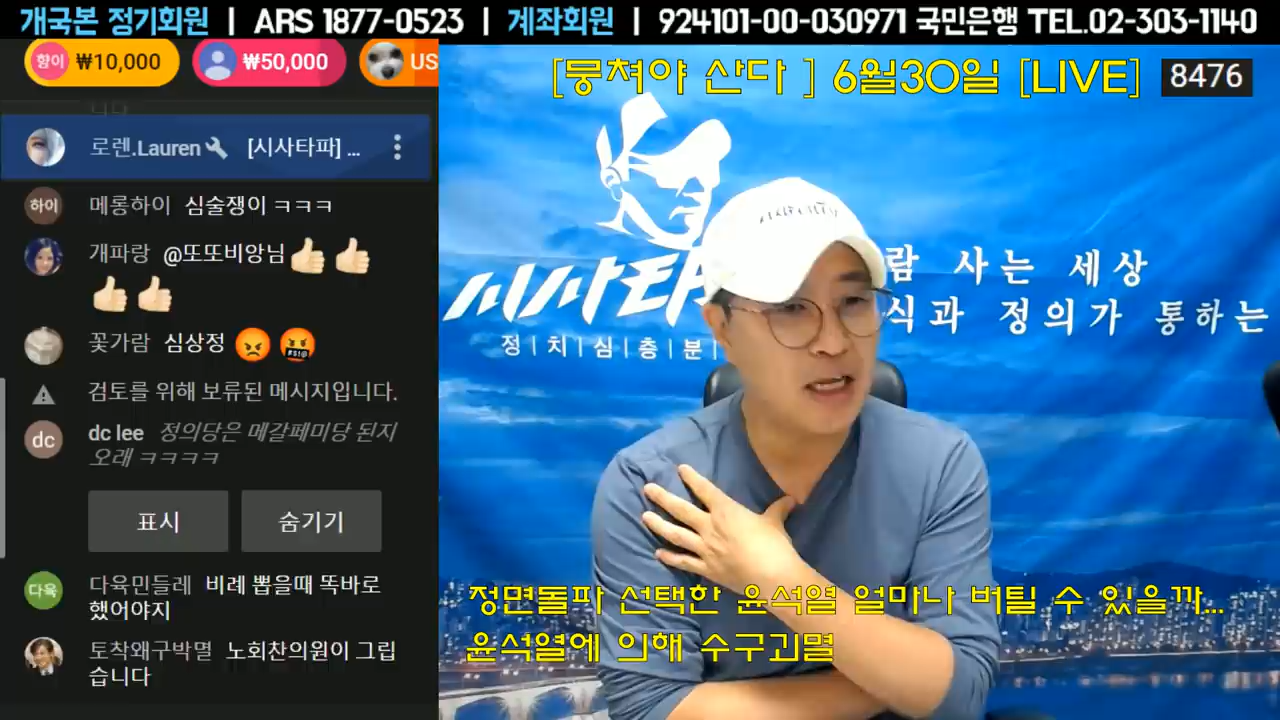 개국본 정기회원 | ARS 1877-0523 | 계좌회원 | 924101-00-030971 국민은행 TEL.02-303-1140
향이 ₩10,000 ₩50,000 US
니다
로렌.Lauren [시사타파] ...
하이 메롱하이 심술쟁이 ㅋㅋㅋ
개파랑 @또또비앙님
꽃가람 심상정
검토를 위해 보류된 메시지입니다.
dc dc lee 정의당은 메갈페미당 된지
오래 ㅋㅋㅋㅋ
표시 숨기기
다육 다육민들레 비례 뽑을때 똑바로
했어야지
토착왜구박멸 노회찬의원이 그립
습니다
[뭉쳐야 산다 ] 6월30일 [LIVE] 8476
시사타
정|치|심|층|분|
람 사는 세상
식과 정의가 통하는
정면돌파 선택한 윤석열 얼마나 버틸 수 있을까...
윤석열에 의해 수구괴멸